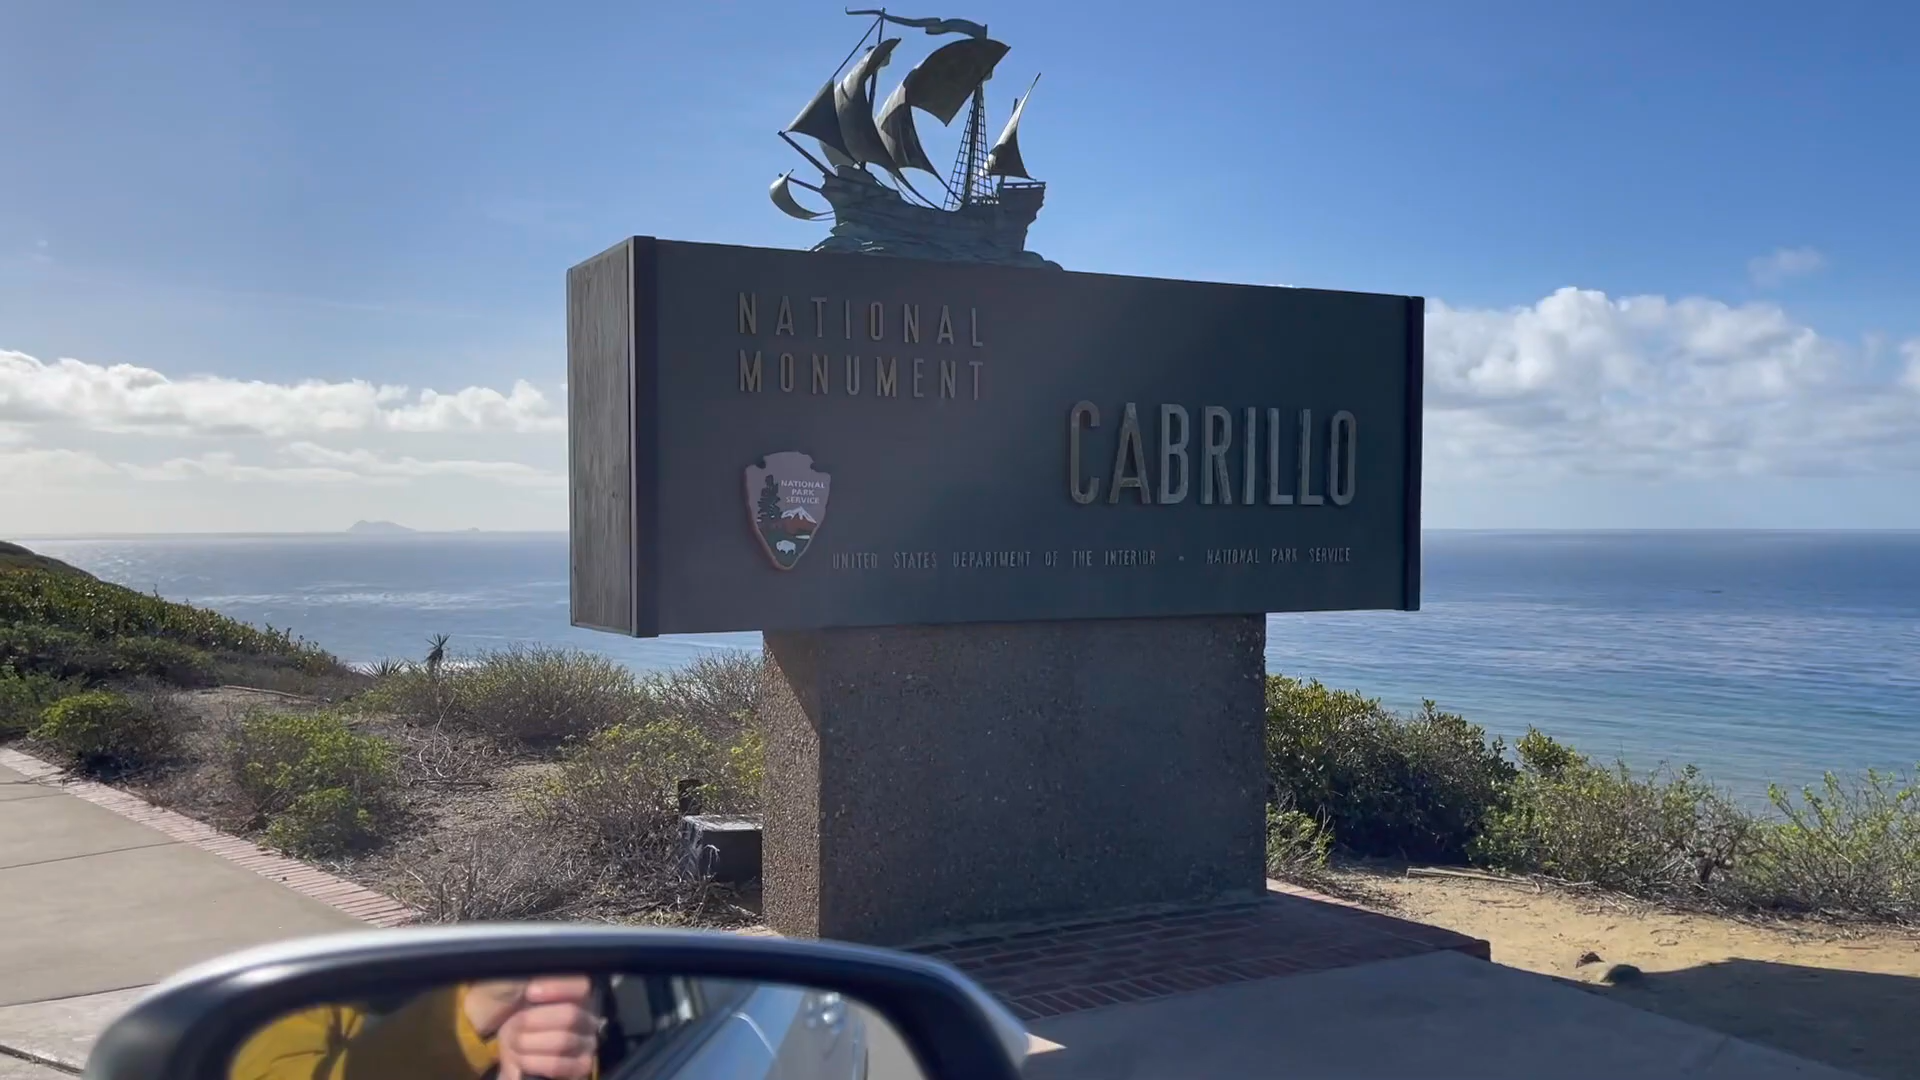 NATIONAL
MONUMENT
CABRILLO
NATIONAL
PARK
SERVICE
UNITED STATES DEPARTMENT OF THE INTERIOR - NATIONAL PARK SERVICE